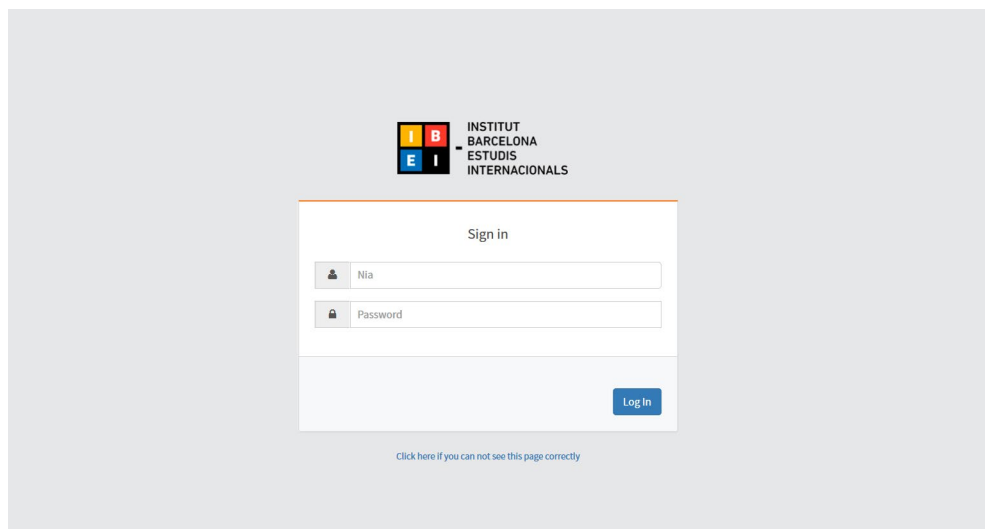 I B
E I
-
INSTITUT
BARCELONA
ESTUDIS
INTERNACIONALS
Sign in
Nia
Password
Log In
Click here if you can not see this page correctly